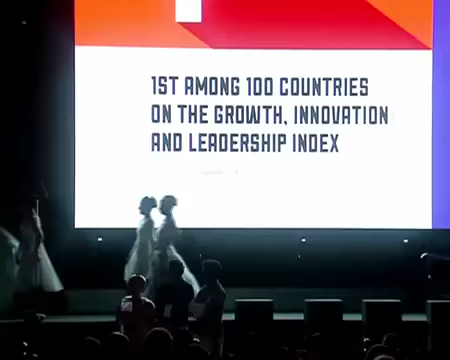 1ST AMONG 100 COUNTRIES
ON THE GROWTH, INNOVATION
AND LEADERSHIP INDEX